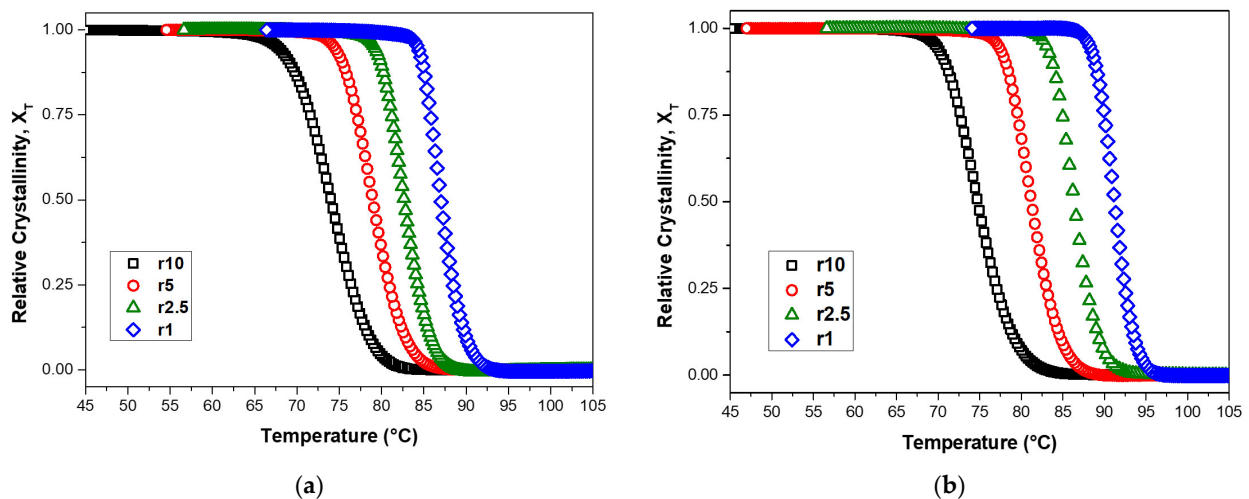 Relative Crystallinity, X_T
1.00
0.75
0.50
0.25
0.00
r10
r5
r2.5
r1
45 50 55 60 65 70 75 80 85 90 95 100 105
Temperature (°C)
(a)
Relative Crystallinity, X_T
1.00
0.75
0.50
0.25
0.00
r10
r5
r2.5
r1
45 50 55 60 65 70 75 80 85 90 95 100 105
Temperature (°C)
(b)